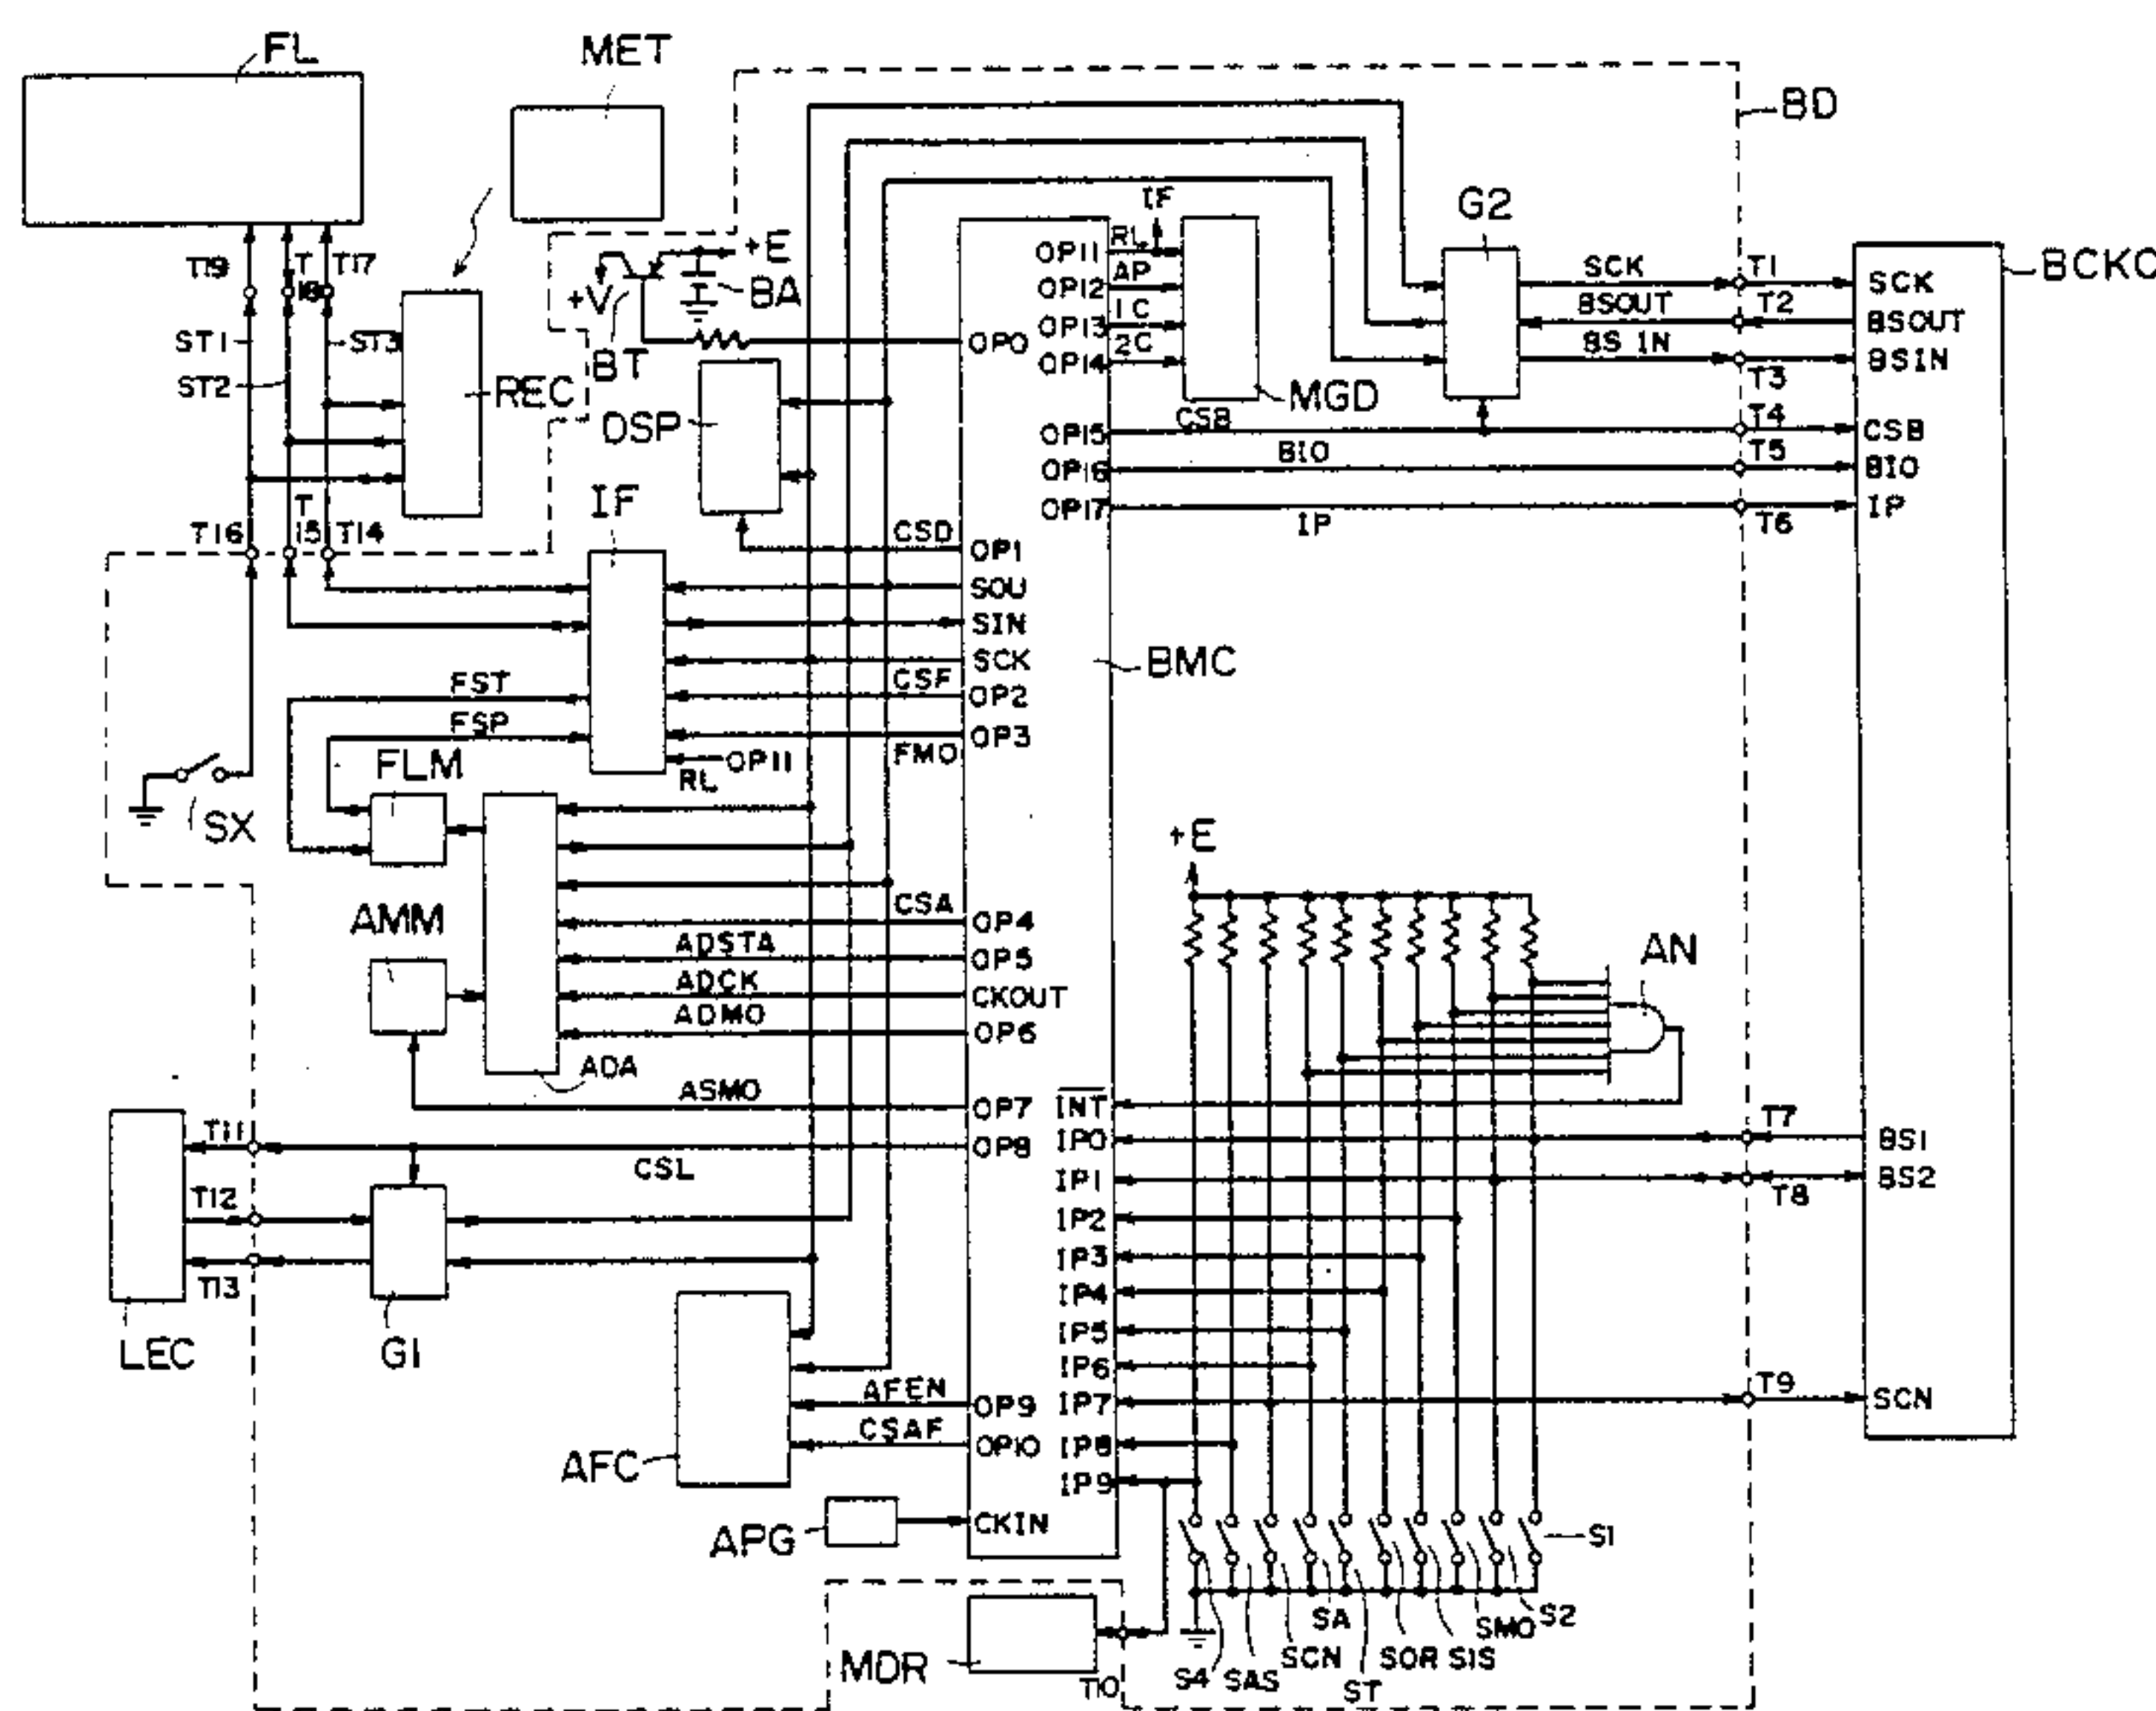 FL
MET
BD
IF
G2
RL
OP11
AP
OP12
1C
OP13
2C
OP14
MGD
+E
+V
BA
BT
OP0
T19
T
18
T17
ST1
ST3
ST2
REC
DSP
SCK
T1
SCK
BSOUT
T2
BSOUT
BS IN
T3
BSIN
BCKO
CSB
OP15
T4
CSB
BIO
OP16
T5
BIO
OP17
IP
T6
IP
T16
T
15
T14
IF
CSD
OP1
SOU
SIN
SCK
BMC
CSF
OP2
FMO
OP3
RL
OP11
FST
FSP
FLM
SX
AMM
CSA
OP4
ADSTA
OP5
ADCK
CKOUT
ADMO
OP6
ADA
ASMO
OP7
OP8
CSL
+E
AN
INT
IP0
IP1
IP2
IP3
IP4
IP5
IP6
IP7
IP8
IP9
T7
BS1
T8
BS2
T9
SCN
T11
T12
T13
LEC
G1
AFEN
OP9
CSAF
OP10
AFC
APG
CKIN
MDR
T10
S4
SAS
SCN
SA
ST
SOR
SIS
SMO
S2
S1